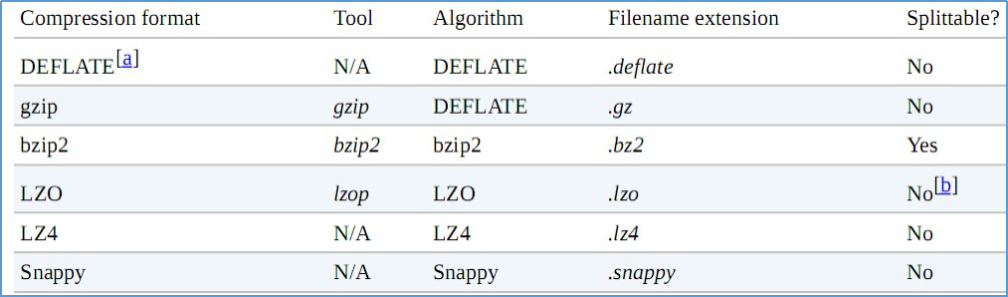 Compression format Tool Algorithm Filename extension Splittable?
DEFLATE[a] N/A DEFLATE .deflate No
gzip gzip DEFLATE .gz No
bzip2 bzip2 bzip2 .bz2 Yes
LZO lzop LZO .lzo No[b]
LZ4 N/A LZ4 .lz4 No
Snappy N/A Snappy .snappy No